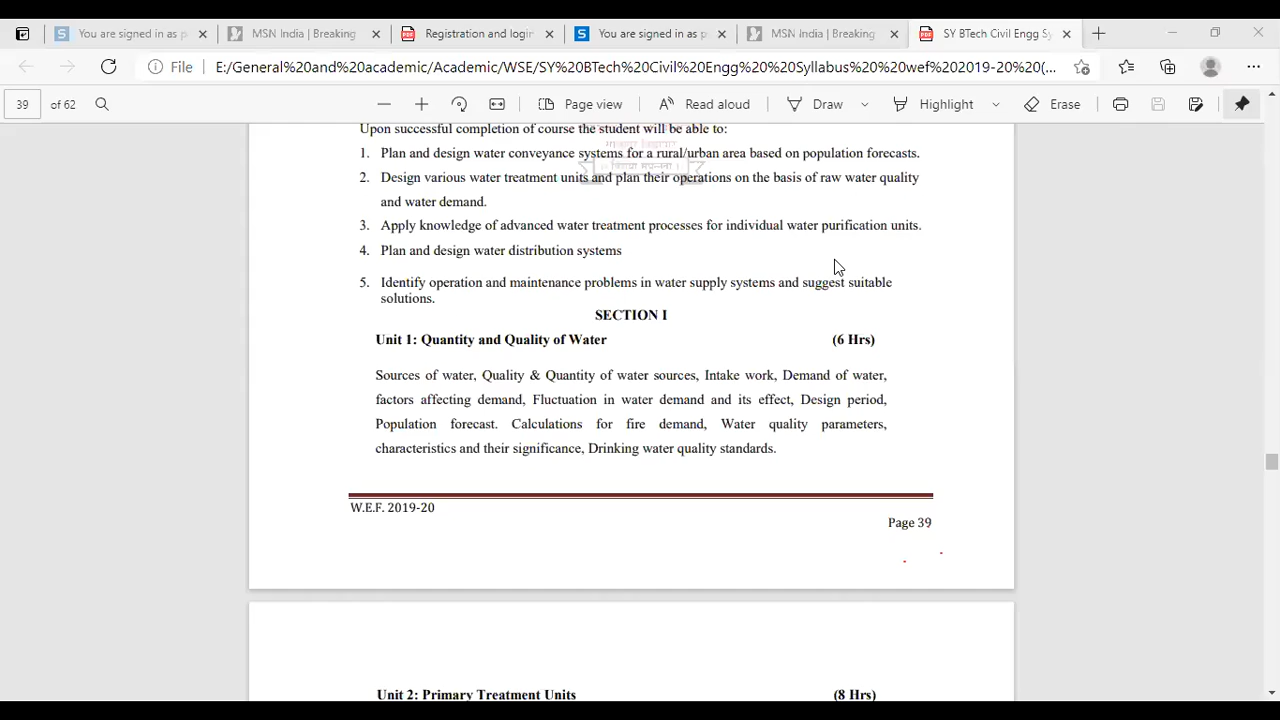 You are signed in as p
MSN India | Breaking
Registration and login
You are signed in as p
MSN India | Breaking
SY BTech Civil Engg Sy
File
E:/General%20and%20academic/Academic/WSE/SY%20BTech%20Civil%20Engg%20%20Syllabus%20%20wef%202019-20%20(...
39 of 62
Page view
Read aloud
Draw
Highlight
Erase
Upon successful completion of course the student will be able to:
1. Plan and design water conveyance systems for a rural/urban area based on population forecasts.
2. Design various water treatment units and plan their operations on the basis of raw water quality
and water demand.
3. Apply knowledge of advanced water treatment processes for individual water purification units.
4. Plan and design water distribution systems
5. Identify operation and maintenance problems in water supply systems and suggest suitable
solutions.
SECTION I
Unit 1: Quantity and Quality of Water (6 Hrs)
Sources of water, Quality & Quantity of water sources, Intake work, Demand of water,
factors affecting demand, Fluctuation in water demand and its effect, Design period,
Population forecast. Calculations for fire demand, Water quality parameters,
characteristics and their significance, Drinking water quality standards.
W.E.F. 2019-20
Page 39
Unit 2: Primary Treatment Units (8 Hrs)